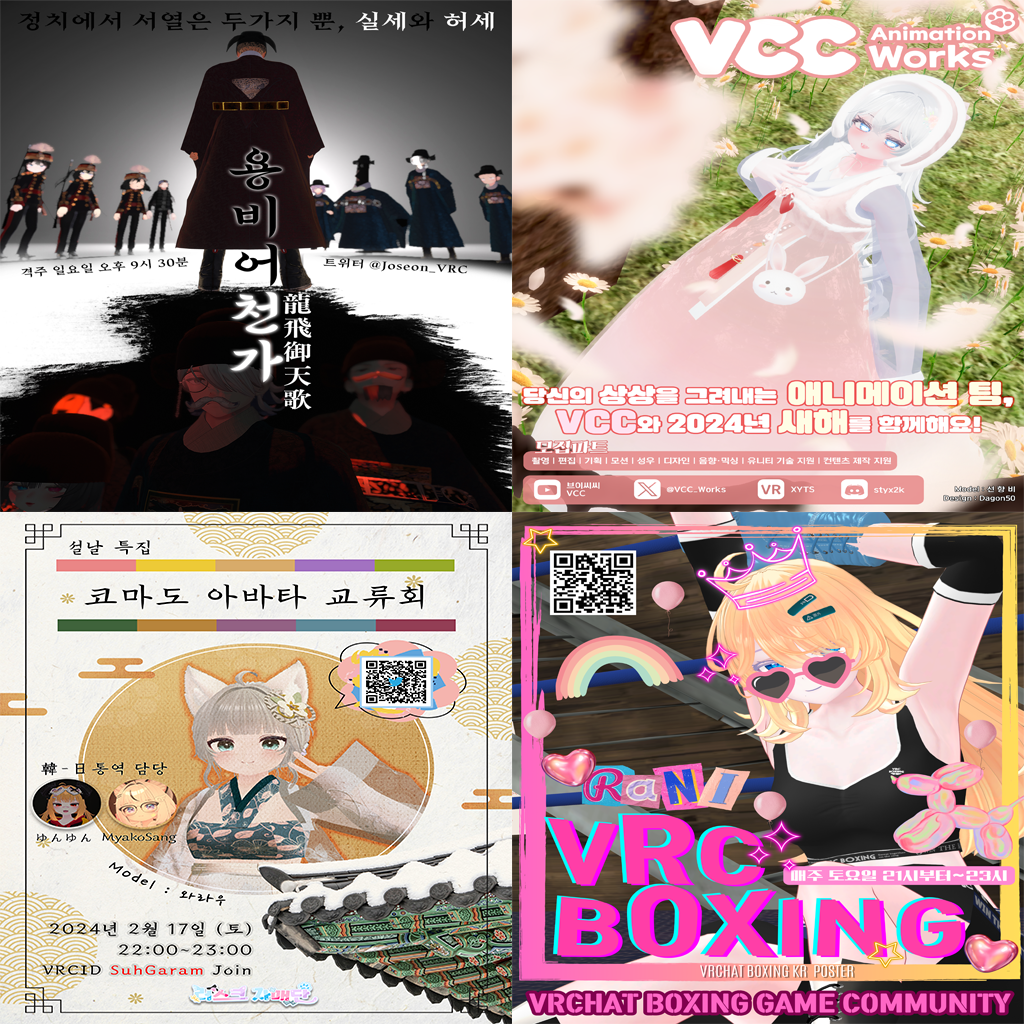 정치에서 서열은 두가지 뿐, 실세와 허세
용비어천가
龍飛御天歌
격주 일요일 오후 9시 30분
트위터 @Joseon_VRC
VCC Animation Works
당신의 상상을 그려내는 애니메이션 팀,
VCC와 2024년 새해를 함께해요!
모집파트
촬영 | 편집 | 기획 | 모션 | 성우 | 디자인 | 음향·믹싱 | 유니티 기술 지원 | 컨텐츠 제작 지원
브이씨씨 VCC
@VCC_Works
VR XYTS
styx2k
Model : 선향비
Design : Dagon50
설날 특집
코마도 아바타 교류회
韓-日 통역 담당
ゆんゆん MyakoSang
Model : 와라우
2024년 2월 17일 (토)
22:00~23:00
VRCID SuhGaram Join
RaNI
VRC
BOXING
매주 토요일 21시부터~23시
VRCHAT BOXING KR POSTER
VRCHAT BOXING GAME COMMUNITY